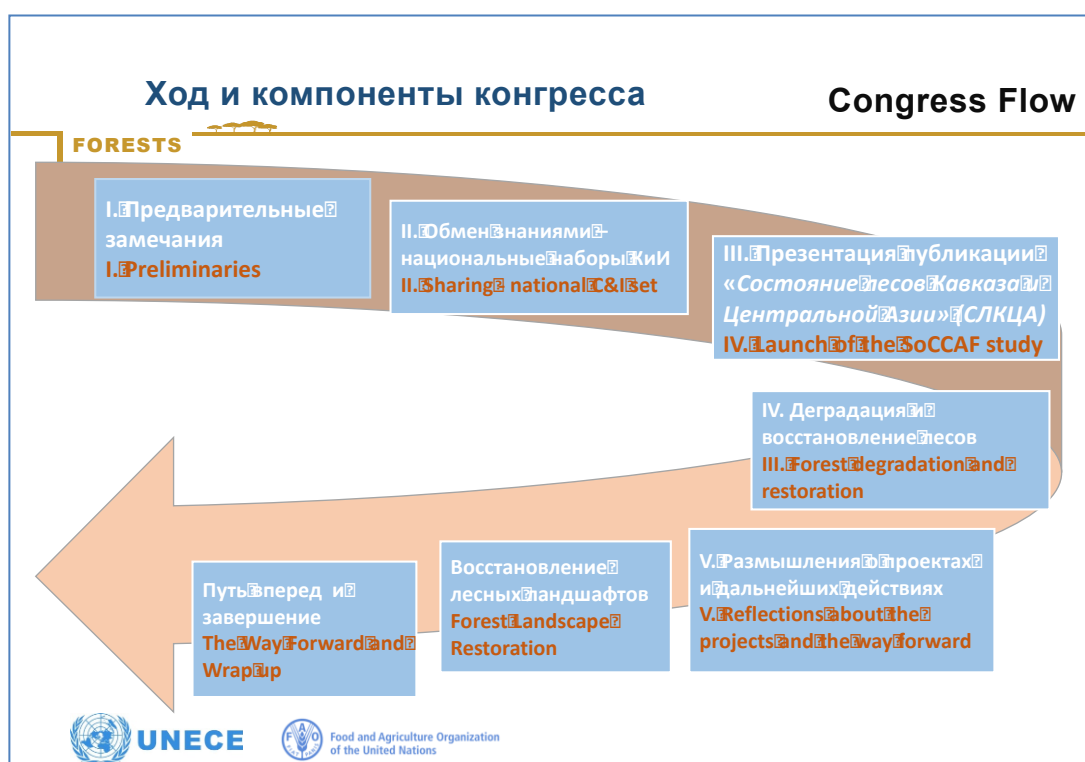 Ход и компоненты конгресса
Congress Flow
FORESTS
I. Предварительные
замечания
I. Preliminaries
II. Обмен знаниями –
национальные наборы КиИ
II. Sharing – national C&I set
III. Презентация публикации
«Состояние лесов Кавказа и
Центральной Азии» (СЛКЦА)
IV. Launch of the SoCCAF study
IV. Деградация и
восстановление лесов
III. Forest degradation and
restoration
V. Размышления о проектах
и дальнейших действиях
V. Reflections about the
projects and the way forward
Восстановление
лесных ландшафтов
Forest Landscape
Restoration
Путь вперед и
завершение
The Way Forward and
Wrap up
UNECE
FAO
Food and Agriculture Organization
of the United Nations